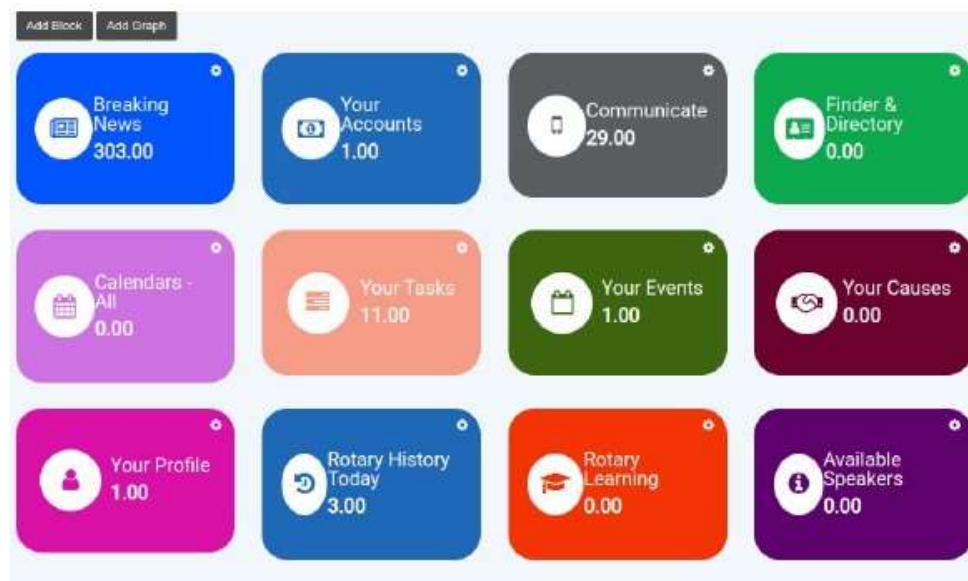 Add Block Add Graph
Breaking
News
303.00
Your
Accounts
1.00
Communicate
29.00
Finder &
Directory
0.00
Calendars -
All
0.00
Your Tasks
11.00
Your Events
1.00
Your Causes
0.00
Your Profile
1.00
Rotary History
Today
3.00
Rotary
Learning
0.00
Available
Speakers
0.00